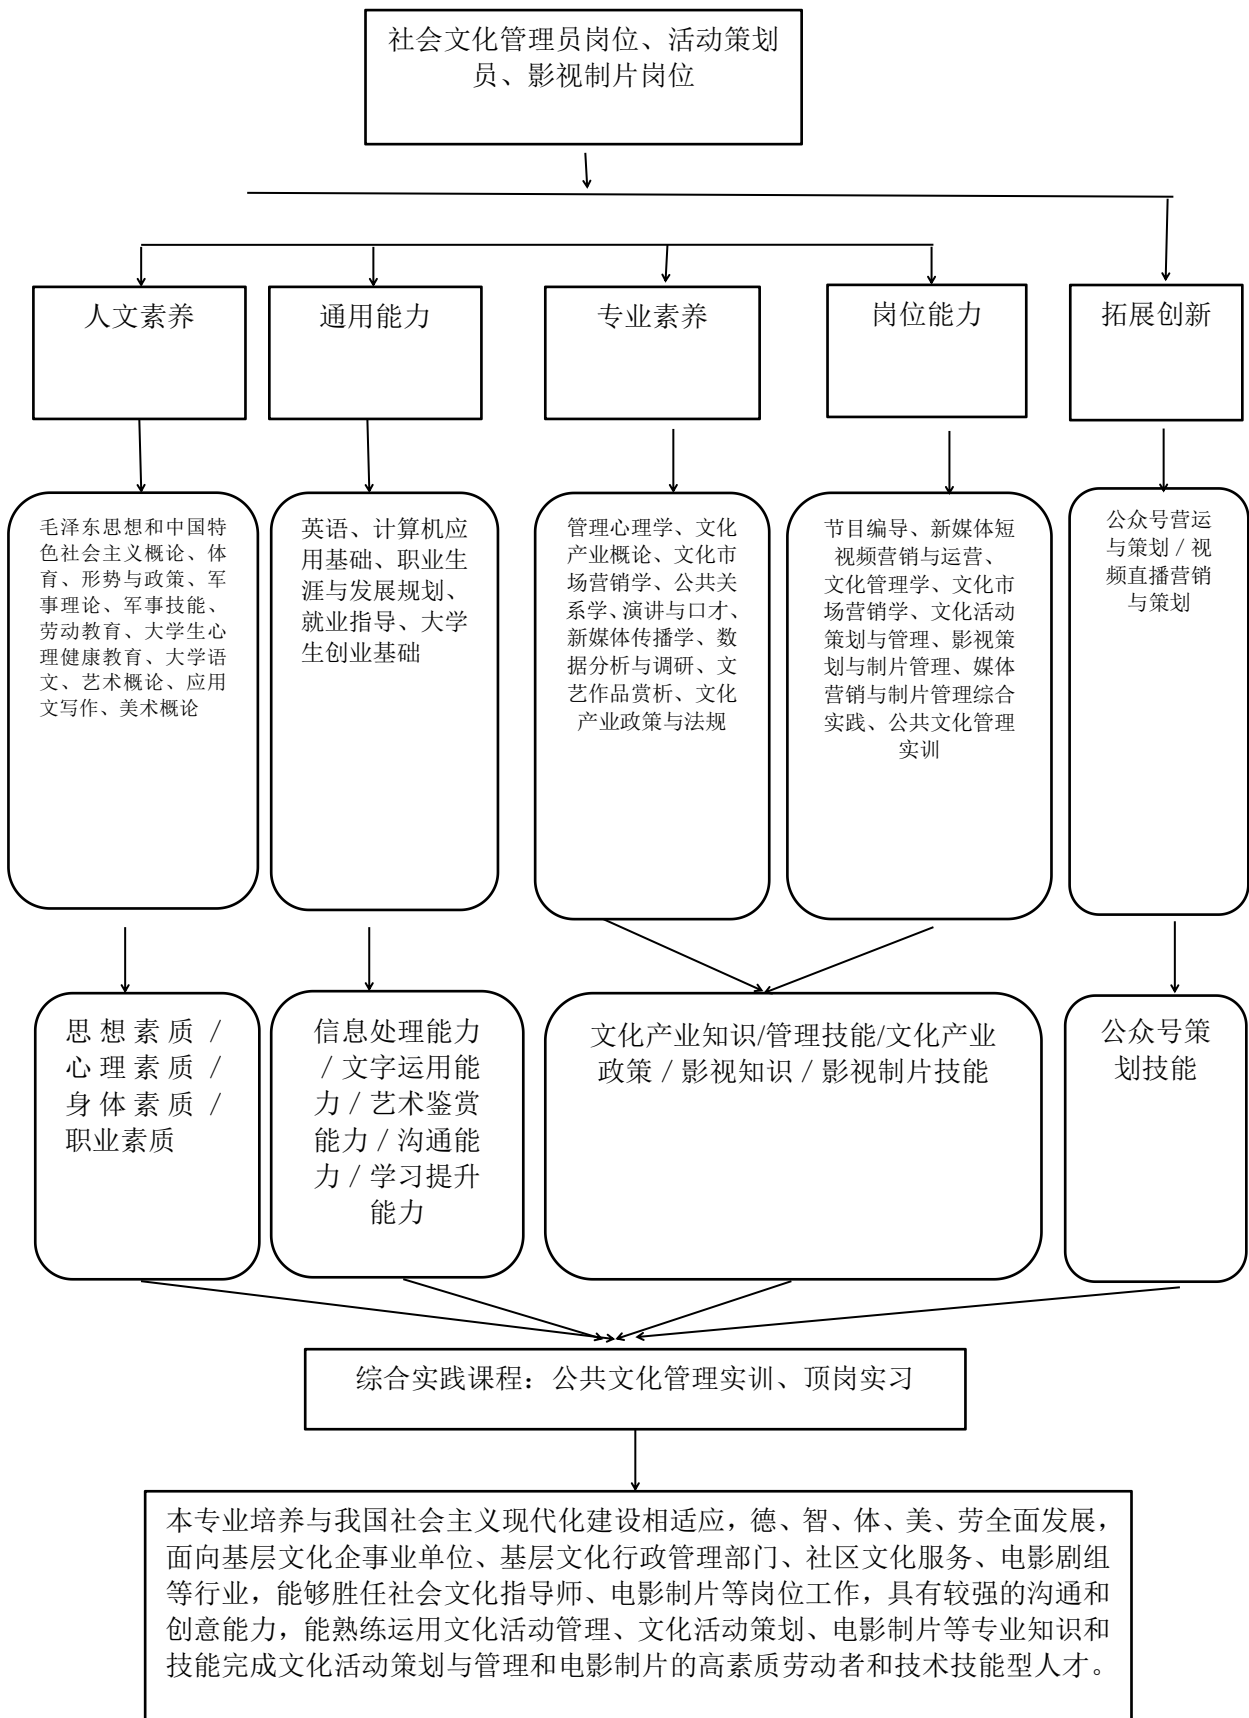 社会文化管理员岗位、活动策划
员、影视制片岗位
人文素养
通用能力
专业素养
岗位能力
拓展创新
毛泽东思想和中国特
色社会主义概论、体
育、形势与政策、军
事理论、军事技能、
劳动教育、大学生心
理健康教育、大学语
文、艺术概论、应用
文写作、美术概论
英语、计算机应
用基础、职业生
涯与发展规划、
就业指导、大学
生创业基础
管理心理学、文化
产业概论、文化市
场营销学、公共关
系学、演讲与口才、
新媒体传播学、数
据分析与调研、文
艺作品赏析、文化
产业政策与法规
节目编导、新媒体短
视频营销与运营、
文化管理学、文化市
场营销学、文化活动
策划与管理、影视策
划与制片管理、媒体
营销与制片管理综合
实践、公共文化管理
实训
公众号营运
与策划 / 视
频直播营销
与策划
思想素质 /
心理素质 /
身体素质 /
职业素质
信息处理能力
/ 文字运用能
力 / 艺术鉴赏
能力 / 沟通能
力 / 学习提升
能力
文化产业知识/管理技能/文化产业
政策 / 影视知识 / 影视制片技能
公众号策
划技能
综合实践课程：公共文化管理实训、顶岗实习
本专业培养与我国社会主义现代化建设相适应，德、智、体、美、劳全面发展，
面向基层文化企事业单位、基层文化行政管理部门、社区文化服务、电影剧组
等行业，能够胜任社会文化指导师、电影制片等岗位工作，具有较强的沟通和
创意能力，能熟练运用文化活动管理、文化活动策划、电影制片等专业知识和
技能完成文化活动策划与管理和电影制片的高素质劳动者和技术技能型人才。